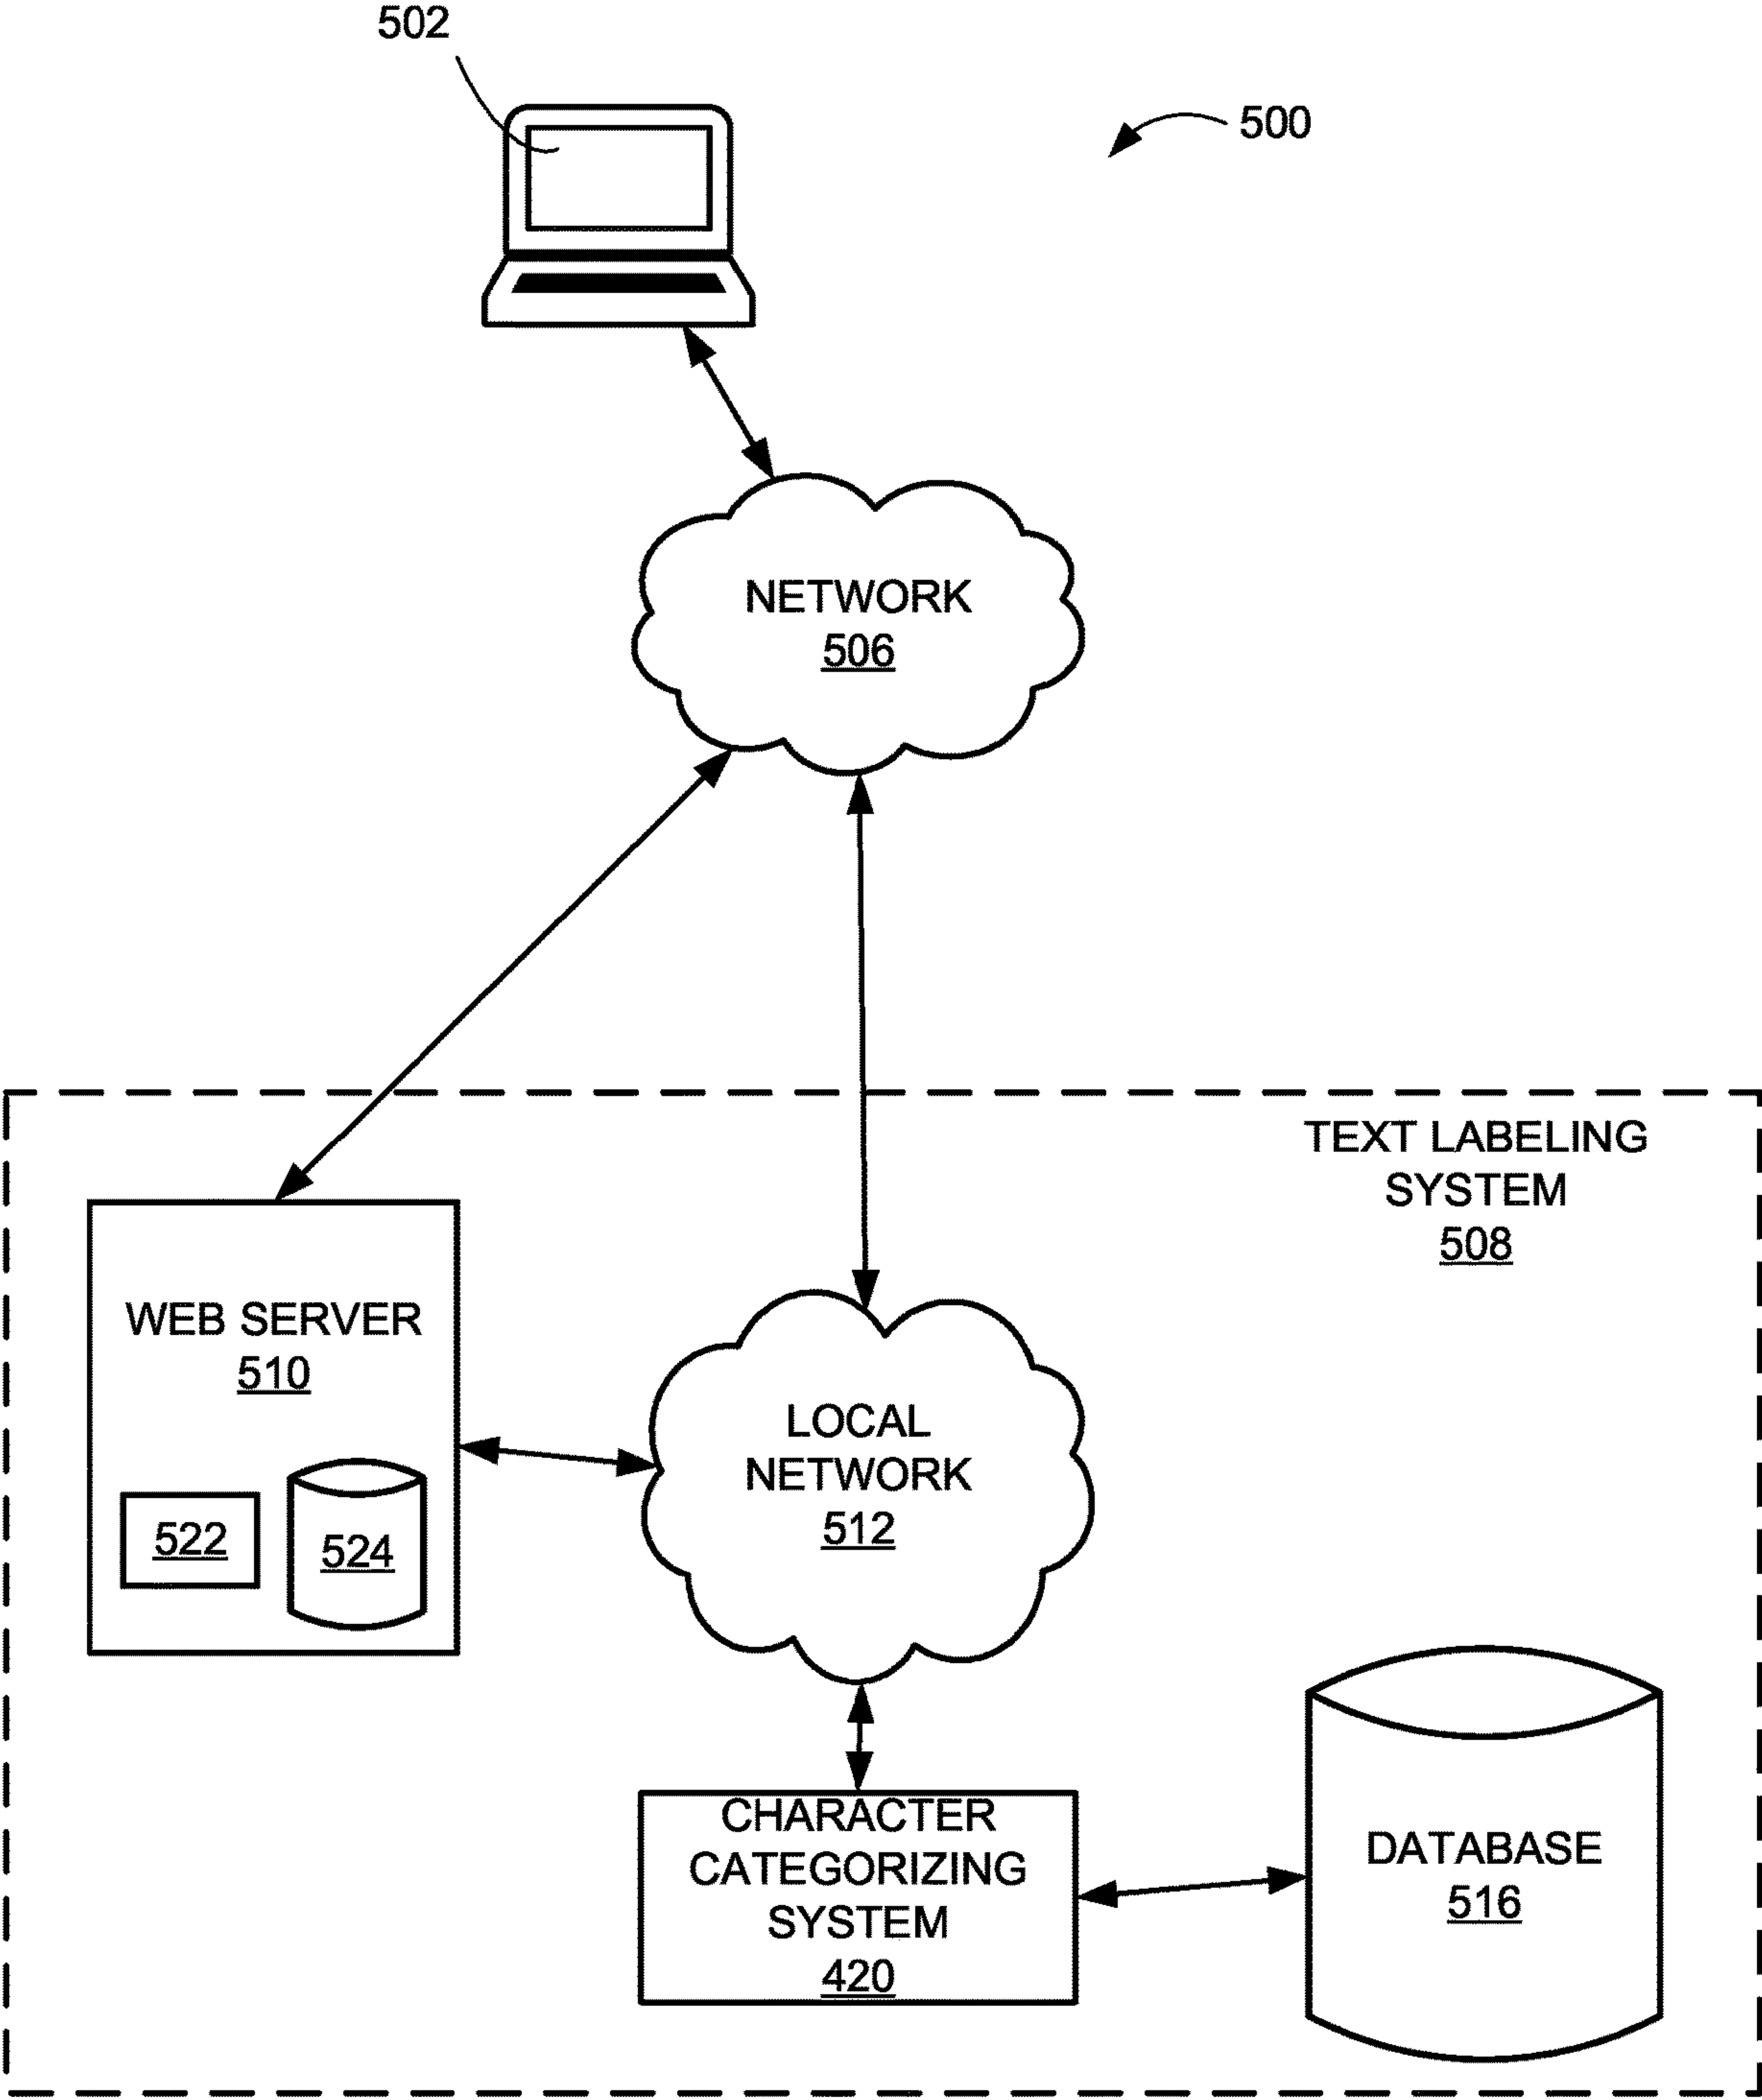 502
500
NETWORK
506
TEXT LABELING
SYSTEM
508
WEB SERVER
510
522
524
LOCAL
NETWORK
512
CHARACTER
CATEGORIZING
SYSTEM
420
DATABASE
516